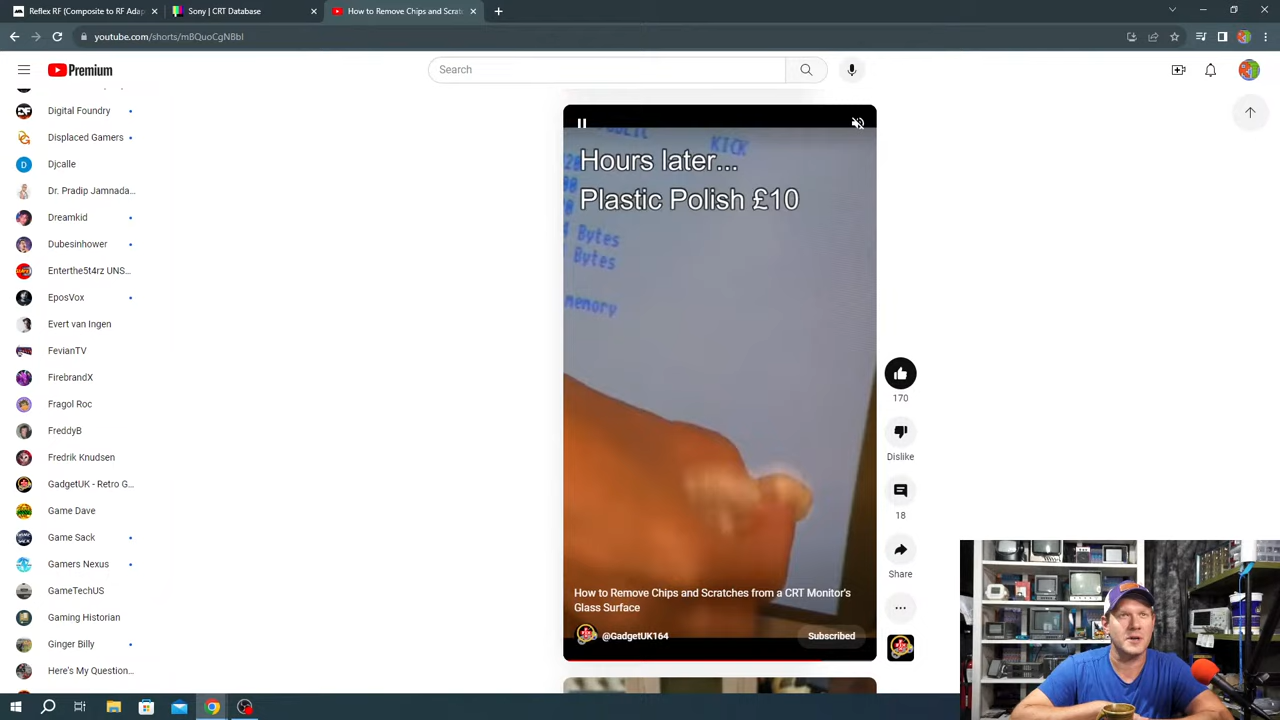 Reflex RF (Composite to RF Adap
Sony | CRT Database
How to Remove Chips and Scratc
youtube.com/shorts/mBQuoCgNBbI
Premium
Search
Digital Foundry
Displaced Gamers
Djcalle
Dr. Pradip Jamnada...
Dreamkid
Dubesinhower
Enterthe5t4rz UNS...
EposVox
Evert van Ingen
FevianTV
FirebrandX
Fragol Roc
FreddyB
Fredrik Knudsen
GadgetUK - Retro G...
Game Dave
Game Sack
Gamers Nexus
GameTechUS
Gaming Historian
Ginger Billy
Here's My Question...
KICK
Hours later...
Plastic Polish £10
Bytes
Bytes
memory
How to Remove Chips and Scratches from a CRT Monitor's
Glass Surface
@GadgetUK164
Subscribed
170
Dislike
18
Share